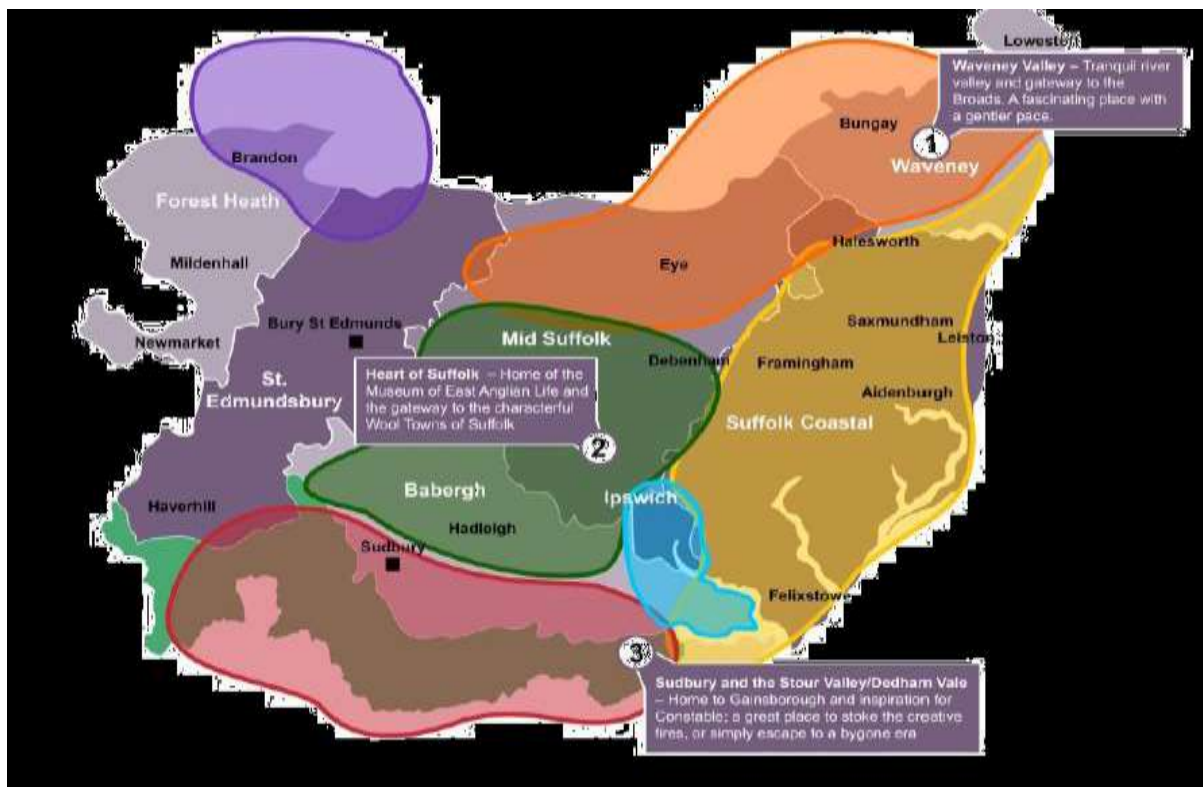 Lowestoft
Waveney Valley – Tranquil river
valley and gateway to the
Broads. A fascinating place with
a gentler pace.
Bungay
1
Waveney
Brandon
Forest Heath
Mildenhall
Halesworth
Eye
Bury St Edmunds
Newmarket
Mid Suffolk
Saxmundham
Leiston
Debenham
Framingham
Aldenburgh
St.
Edmundsbury
Heart of Suffolk – Home of the
Museum of East Anglian Life and
the gateway to the characterful
Wool Towns of Suffolk
2
Suffolk Coastal
Babergh
Ipswich
Haverhill
Hadleigh
Sudbury
Felixstowe
3
Sudbury and the Stour Valley/Dedham Vale
– Home to Gainsborough and inspiration for
Constable; a great place to stoke the creative
fires, or simply escape to a bygone era